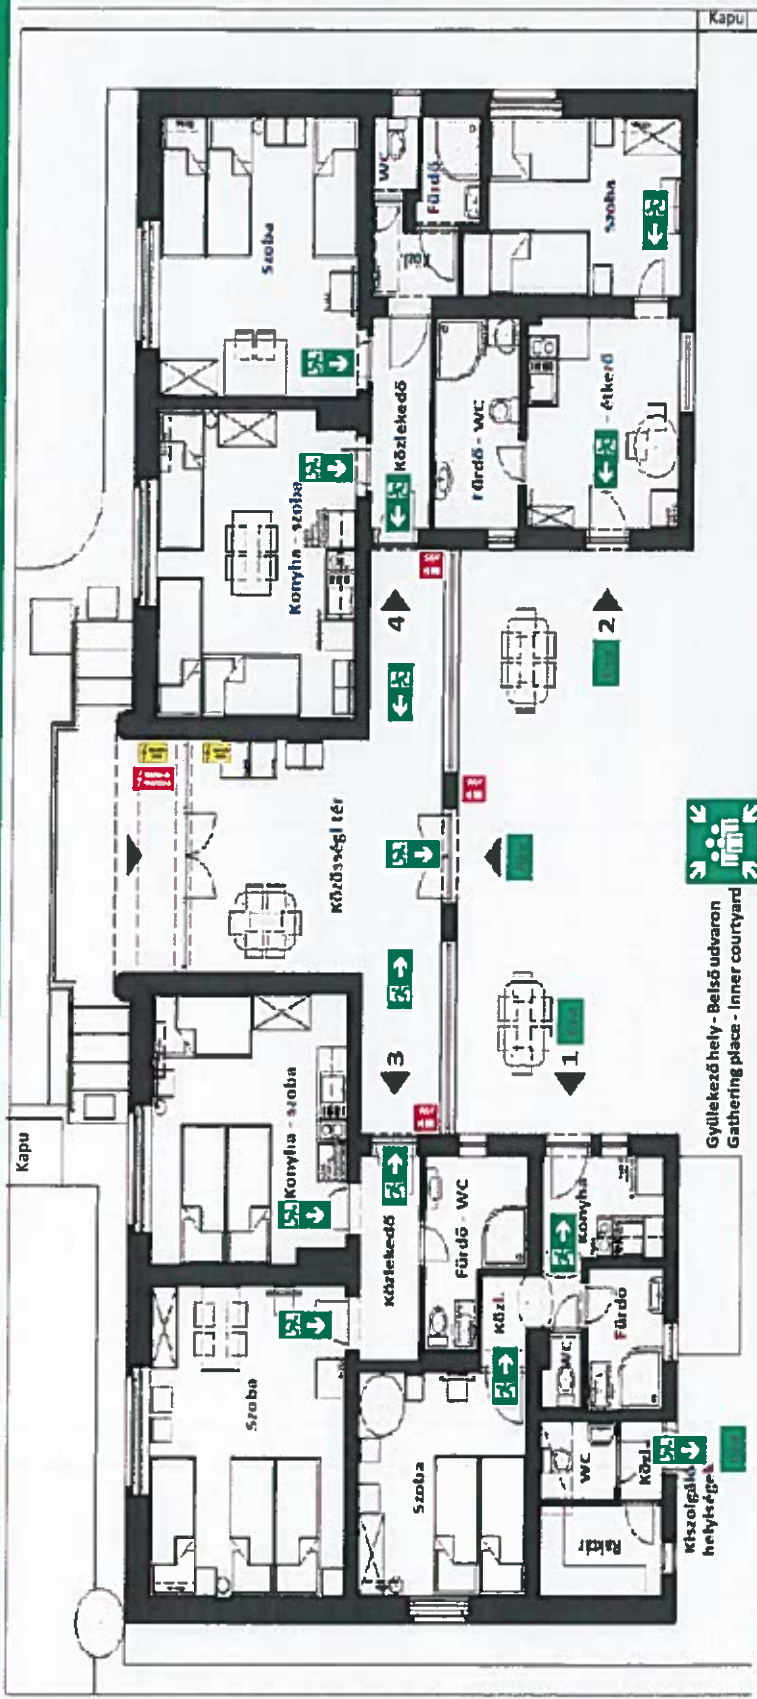 Kapu
Kapu
Szoba
WC
Fürdő
Közl.
Szoba
Konyha - szoba
Közlekedő
Fürdő - WC
- étkező
4
2
Közösségi tér
3
1
Konyha - szoba
Közlekedő
Fürdő - WC
Konyha
Szoba
Közl.
WC
Fürdő
Szoba
WC
Közl.
Raktár
Kiszolgáló
helyiségek
Gyülekező hely - Belső udvaron
Gathering place - Inner courtyard